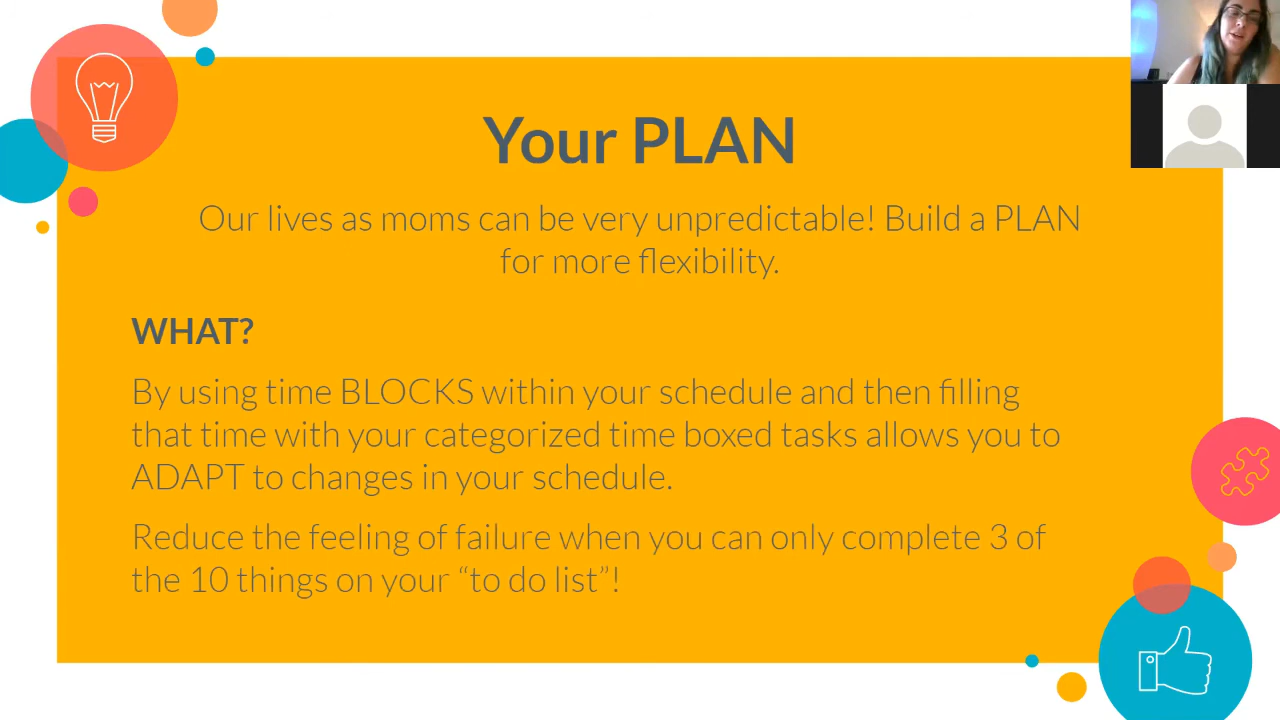 Your PLAN
Our lives as moms can be very unpredictable! Build a PLAN
for more flexibility.
WHAT?
By using time BLOCKS within your schedule and then filling
that time with your categorized time boxed tasks allows you to
ADAPT to changes in your schedule.
Reduce the feeling of failure when you can only complete 3 of
the 10 things on your “to do list”!